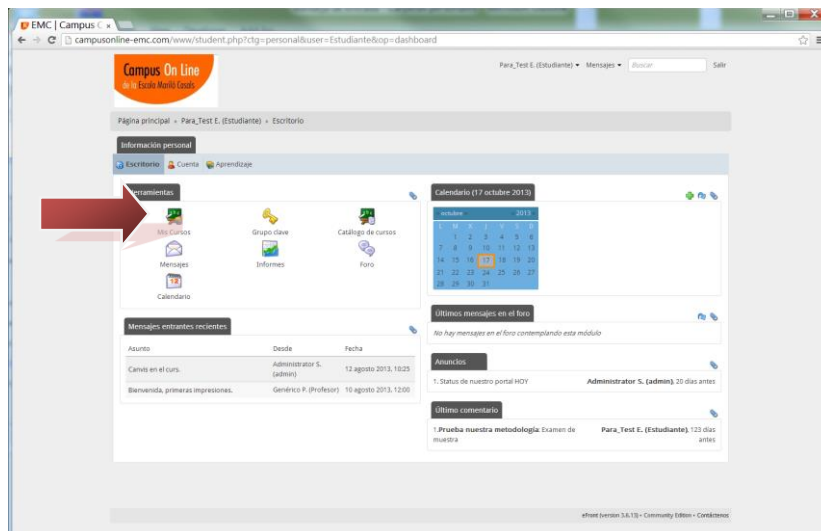 EMC | Campus C
campusonline-emc.com/www/student.php?ctg=personal&user=Estudiante&op=dashboard
Campus On Line
de la Escola Mariló Casals
Para_Test E. (Estudiante) Mensajes Buscar Salir
Página principal » Para_Test E. (Estudiante) » Escritorio
Información personal
Escritorio Cuenta Aprendizaje
Herramientas
Mis Cursos Grupo clave Catálogo de cursos
Mensajes Informes Foro
12
Calendario
Mensajes entrantes recientes
Asunto Desde Fecha
Canvis en el curs. Administrator S. (admin) 12 agosto 2013, 10:25
Bienvenida, primeras impresiones. Genérico P. (Profesor) 10 agosto 2013, 12:00
Calendario (17 octubre 2013)
« octubre » « 2013 »
L M X J V S D
1 2 3 4 5 6
7 8 9 10 11 12 13
14 15 16 17 18 19 20
21 22 23 24 25 26 27
28 29 30 31
Últimos mensajes en el foro
No hay mensajes en el foro contemplando esta módulo
Anuncios
1. Status de nuestro portal HOY Administrator S. (admin), 20 días antes
Último comentario
1.Prueba nuestra metodología: Examen de muestra Para_Test E. (Estudiante), 123 días antes
eFront (version 3.6.13) • Community Edition • Contáctenos